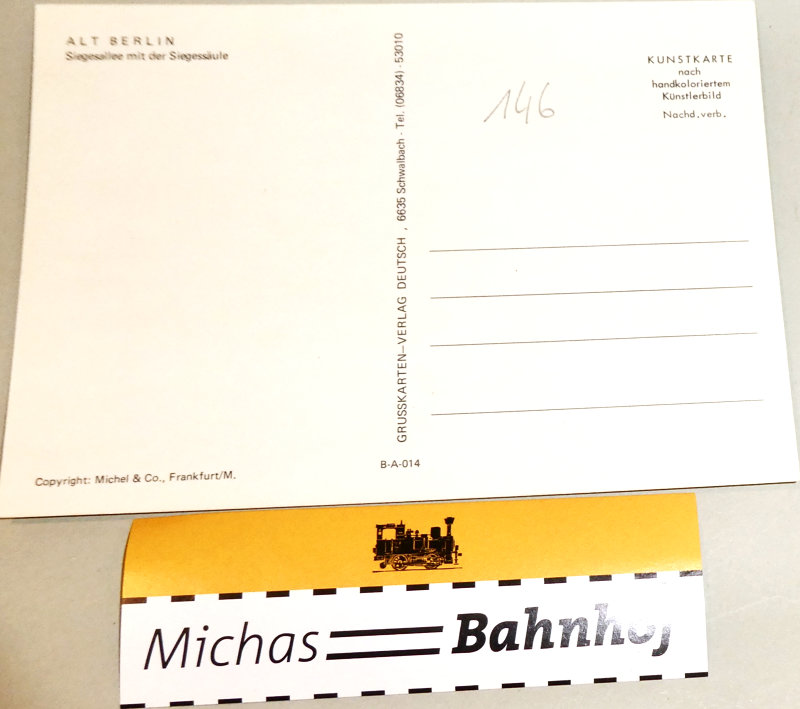 ALT BERLIN
Siegesallee mit der Siegessäule
Copyright: Michel & Co., Frankfurt/M.
GRUSSKARTEN-VERLAG DEUTSCH, 6635 Schwalbach · Tel. (06834) · 53010
B-A-014
146
KUNSTKARTE
nach
handkoloriertem
Künstlerbild
Nachd. verb.
Michas Bahnhof